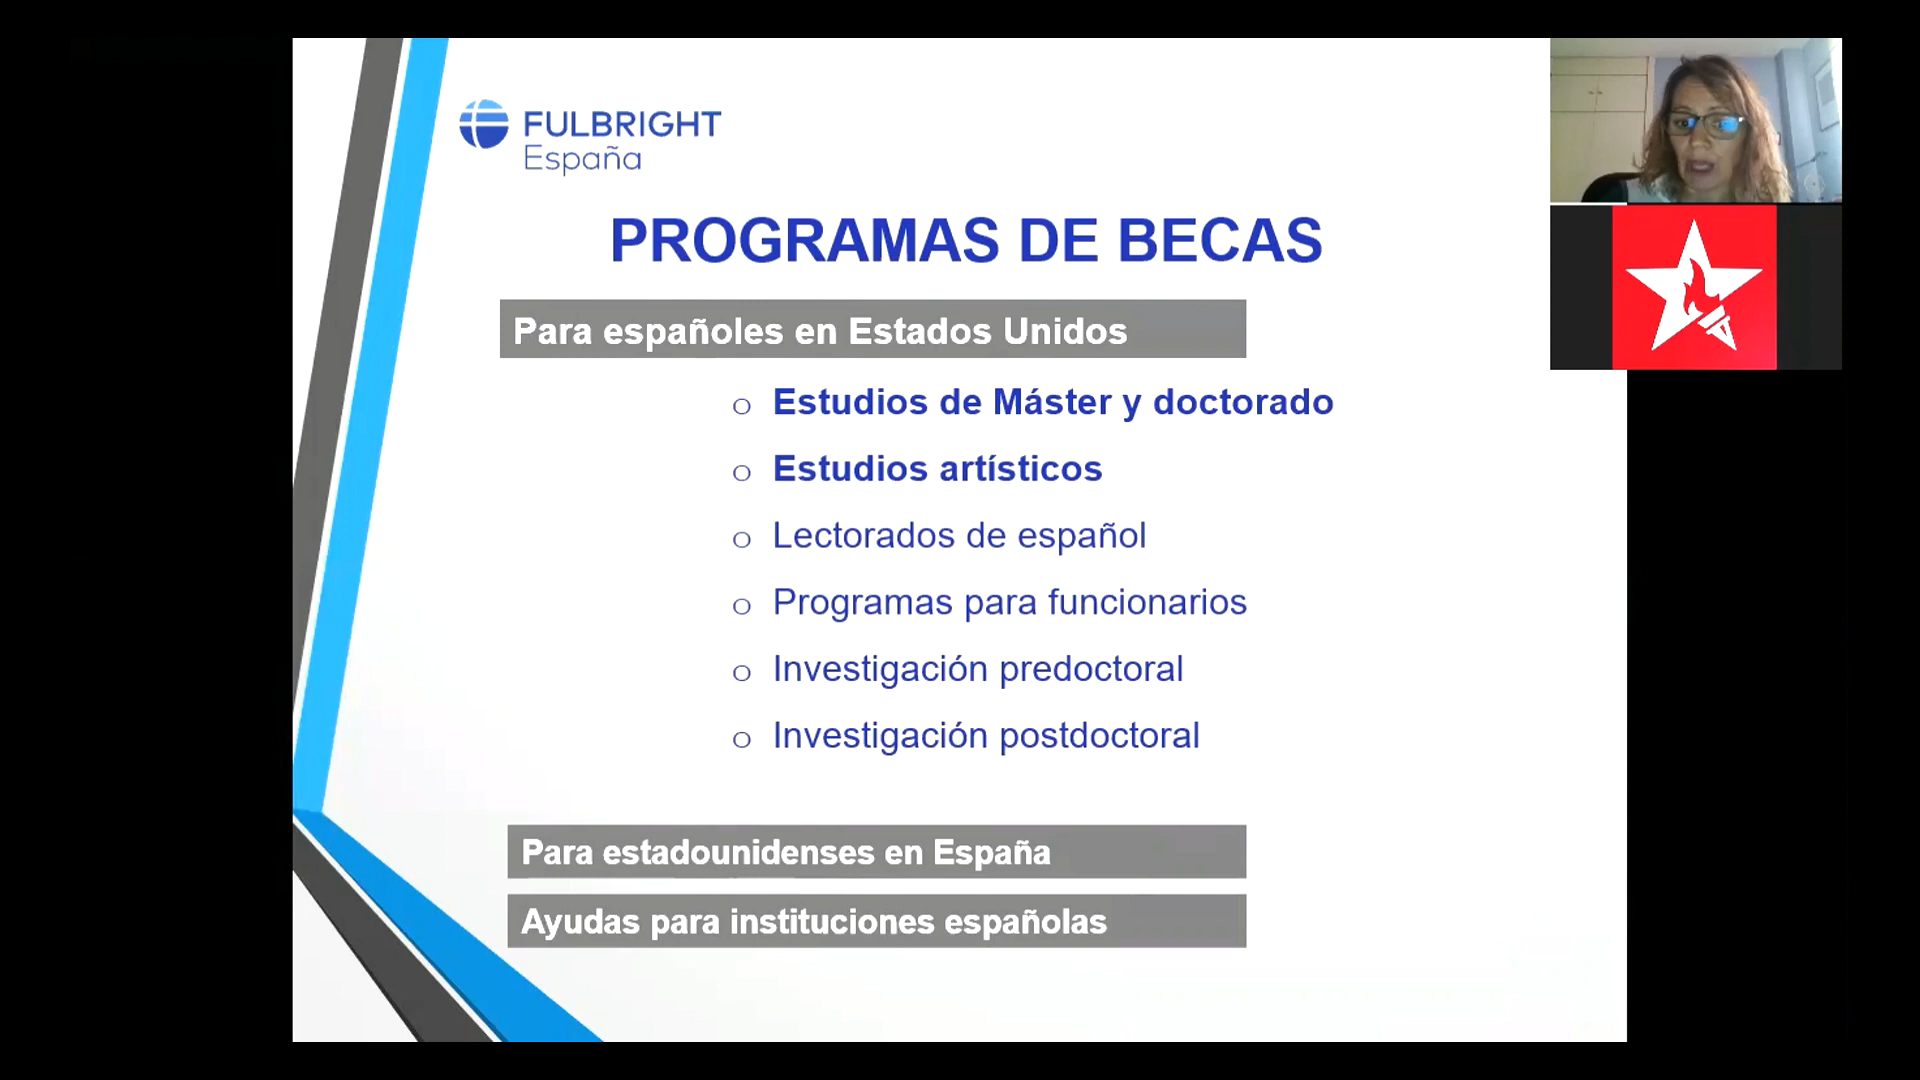 FULBRIGHT
España
PROGRAMAS DE BECAS
Para españoles en Estados Unidos
o Estudios de Máster y doctorado
o Estudios artísticos
o Lectorados de español
o Programas para funcionarios
o Investigación predoctoral
o Investigación postdoctoral
Para estadounidenses en España
Ayudas para instituciones españolas